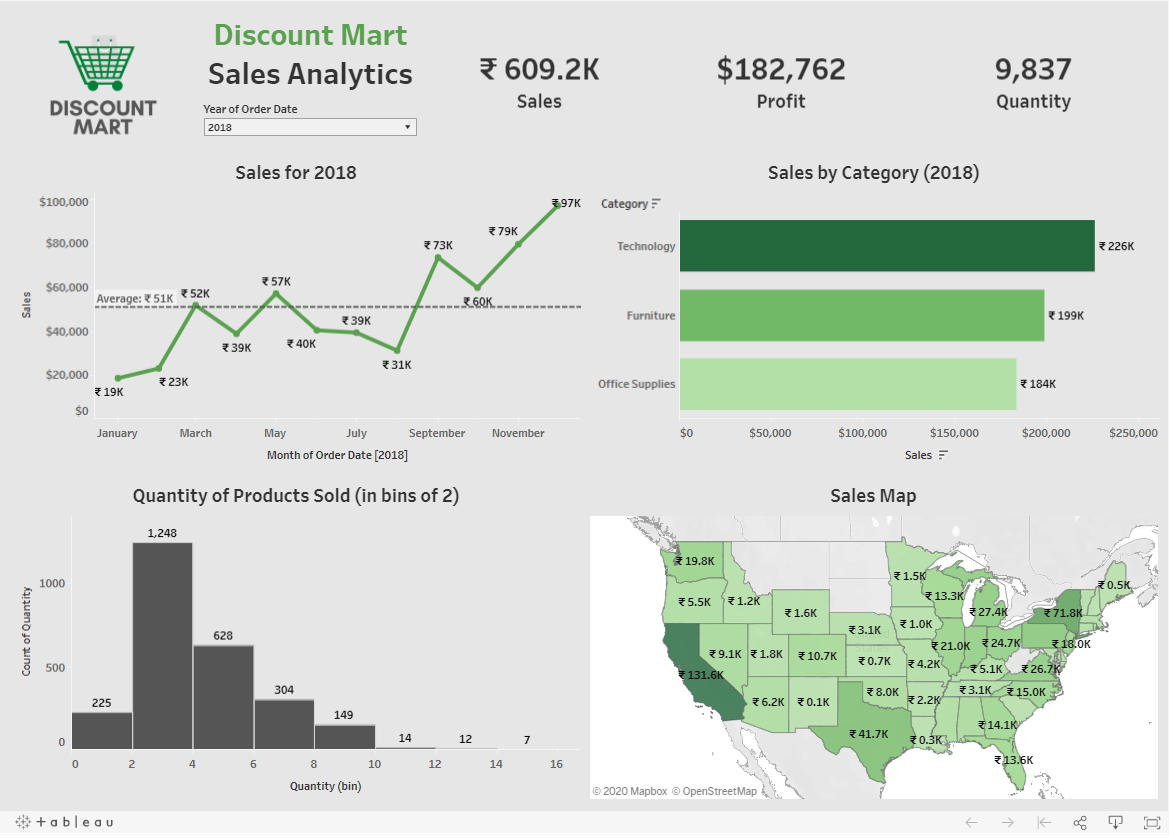 DISCOUNT
MART
Discount Mart
Sales Analytics
Year of Order Date
2018
₹ 609.2K
Sales
$182,762
Profit
9,837
Quantity
Sales for 2018
Sales
$100,000
$80,000
$60,000
$40,000
$20,000
$0
Average: ₹ 51K
₹ 19K
₹ 23K
₹ 52K
₹ 39K
₹ 57K
₹ 40K
₹ 39K
₹ 31K
₹ 73K
₹ 60K
₹ 79K
₹ 97K
January March May July September November
Month of Order Date [2018]
Sales by Category (2018)
Category
Technology ₹ 226K
Furniture ₹ 199K
Office Supplies ₹ 184K
$0 $50,000 $100,000 $150,000 $200,000 $250,000
Sales
Quantity of Products Sold (in bins of 2)
Count of Quantity
1000
500
0
225
1,248
628
304
149
14
12
7
0 2 4 6 8 10 12 14 16
Quantity (bin)
Sales Map
₹ 19.8K
₹ 1.5K
₹ 0.5K
₹ 5.5K
₹ 1.2K
₹ 1.6K
₹ 13.3K
₹ 27.4K
₹ 71.8K
₹ 3.1K
₹ 1.0K
₹ 9.1K
₹ 1.8K
₹ 10.7K
₹ 0.7K
₹ 4.2K
₹ 21.0K
₹ 24.7K
₹ 18.0K
₹ 131.6K
₹ 5.1K
₹ 26.7K
₹ 6.2K
₹ 0.1K
₹ 8.0K
₹ 2.2K
₹ 3.1K
₹ 15.0K
₹ 41.7K
₹ 0.3K
₹ 14.1K
₹ 13.6K
© 2020 Mapbox © OpenStreetMap
+ a b | e a u